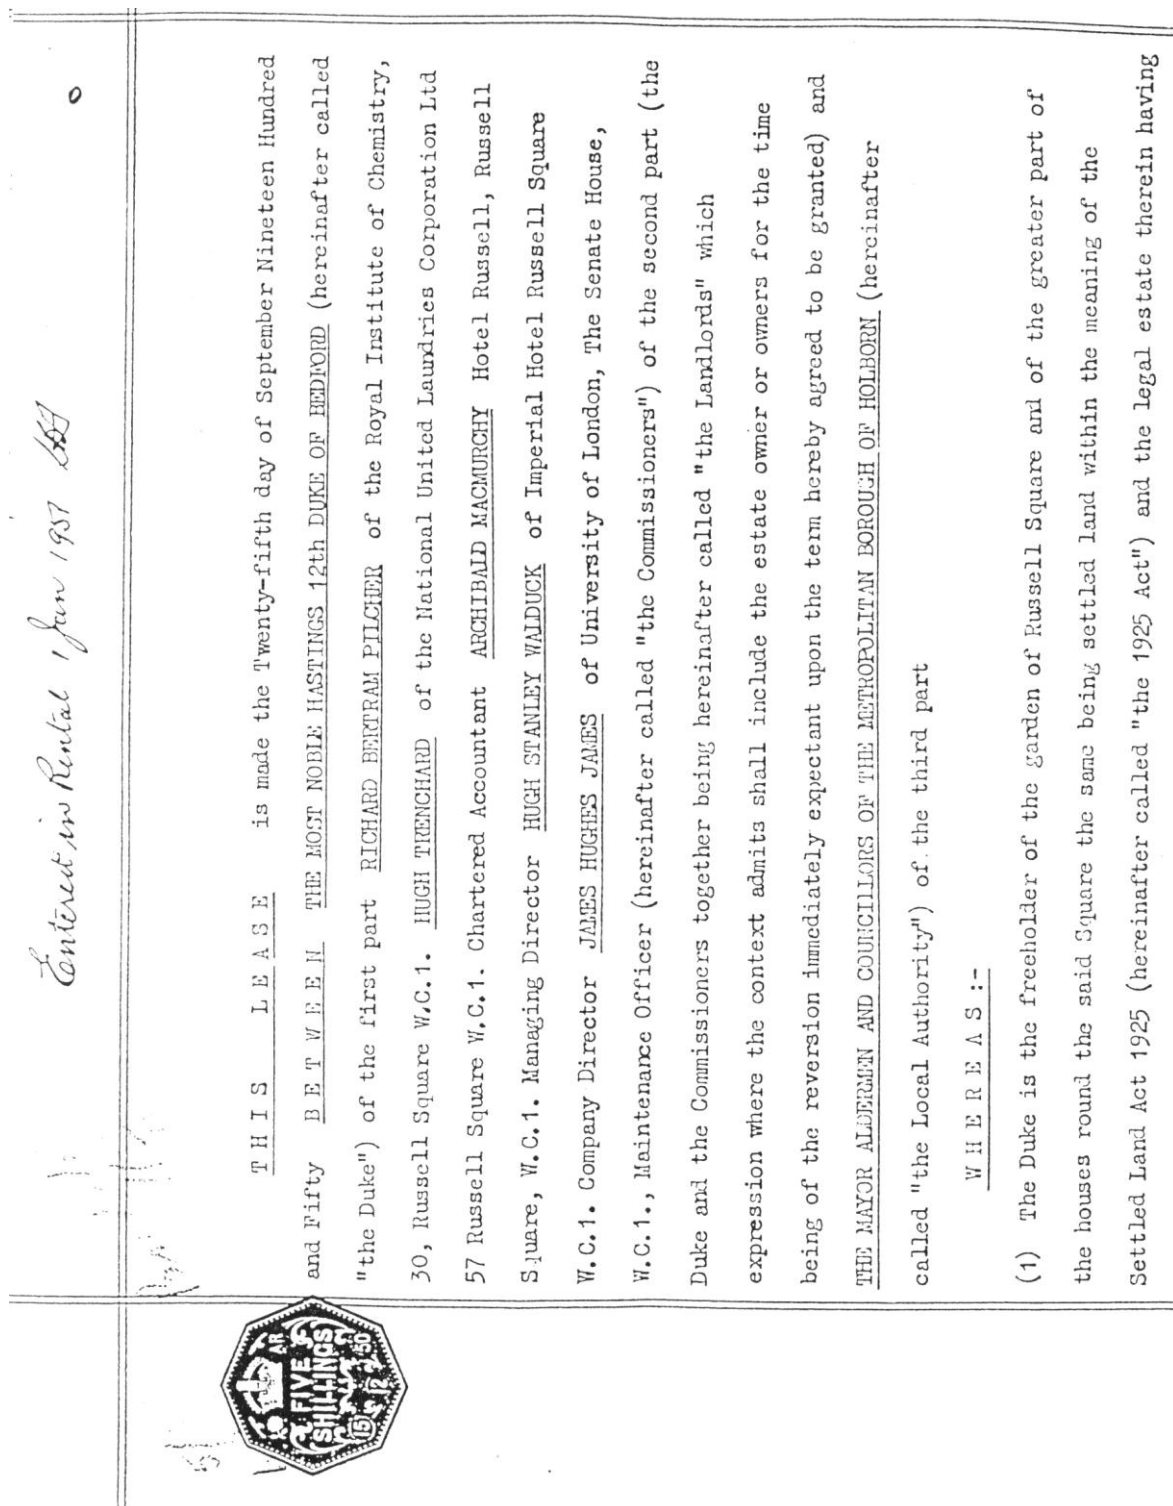 Entered in Rental 1 Jan 1951
THIS LEASE is made the Twenty-fifth day of September Nineteen Hundred
and Fifty BETWEEN THE MOST NOBLE HASTINGS 12th DUKE OF BEDFORD (hereinafter called
"the Duke") of the first part RICHARD BERTRAM PILCHER of the Royal Institute of Chemistry,
30, Russell Square W.C.1. HUGH TRENCHARD of the National United Laundries Corporation Ltd
57 Russell Square W.C.1. Chartered Accountant ARCHIBALD MACMURCHY Hotel Russell, Russell
Square, W.C.1. Managing Director HUGH STANLEY WALDUCK of Imperial Hotel Russell Square
W.C.1. Company Director JAMES HUGHES JAMES of University of London, The Senate House,
W.C.1., Maintenance Officer (hereinafter called "the Commissioners") of the second part (the
Duke and the Commissioners together being hereinafter called "the Landlords" which
expression where the context admits shall include the estate owner or owners for the time
being of the reversion immediately expectant upon the term hereby agreed to be granted) and
THE MAYOR ALDERMEN AND COUNCILLORS OF THE METROPOLITAN BOROUGH OF HOLBORN (hereinafter
called "the Local Authority") of the third part
WHEREAS :-
(1) The Duke is the freeholder of the garden of Russell Square and of the greater part of
the houses round the said Square the same being settled land within the meaning of the
Settled Land Act 1925 (hereinafter called "the 1925 Act") and the legal estate therein having
AR
FIVE
SHILLINGS
15 12 50